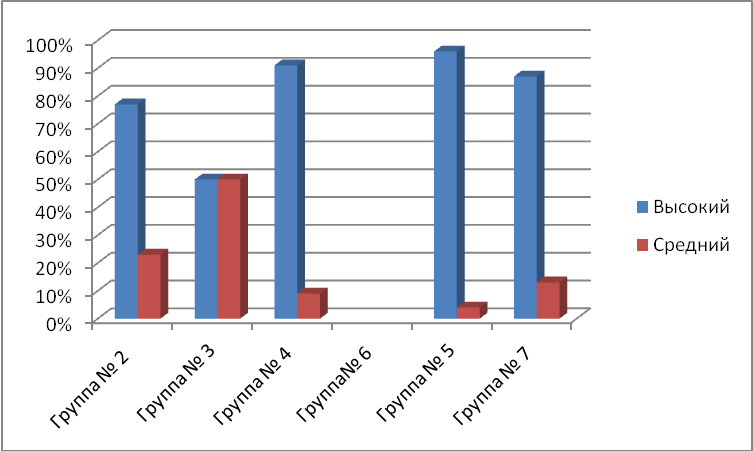 100%
90%
80%
70%
60%
50%
40%
30%
20%
10%
0%
Группа № 2
Группа № 3
Группа № 4
Группа№ 6
Группа № 5
Группа № 7
Высокий
Средний